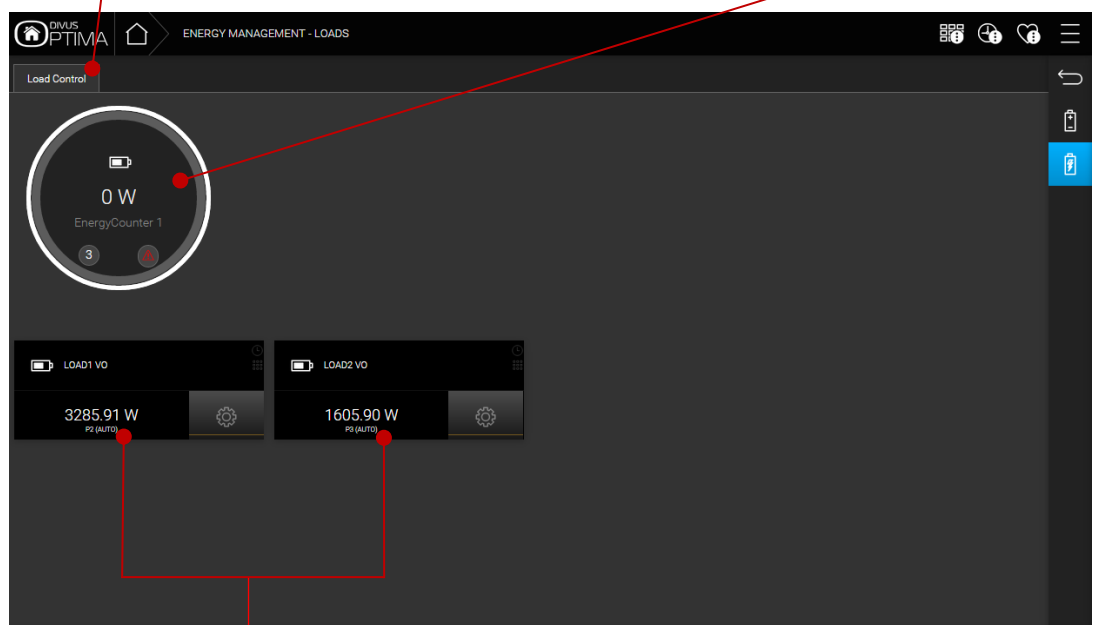 DIVUS
OPTIMA
ENERGY MANAGEMENT - LOADS
Load Control
0 W
EnergyCounter 1
3
LOAD1 VO
LOAD2 VO
3285.91 W
P2 (AUTO)
1605.90 W
P3 (AUTO)